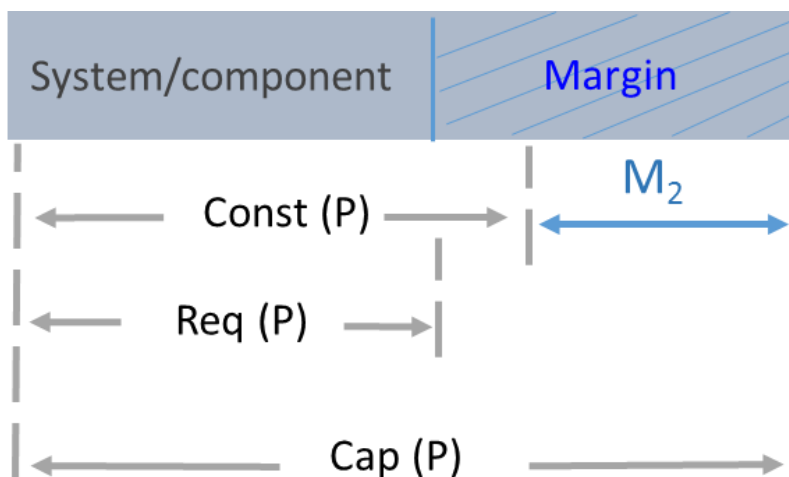 System/component Margin
M₂
Const (P)
Req (P)
Cap (P)